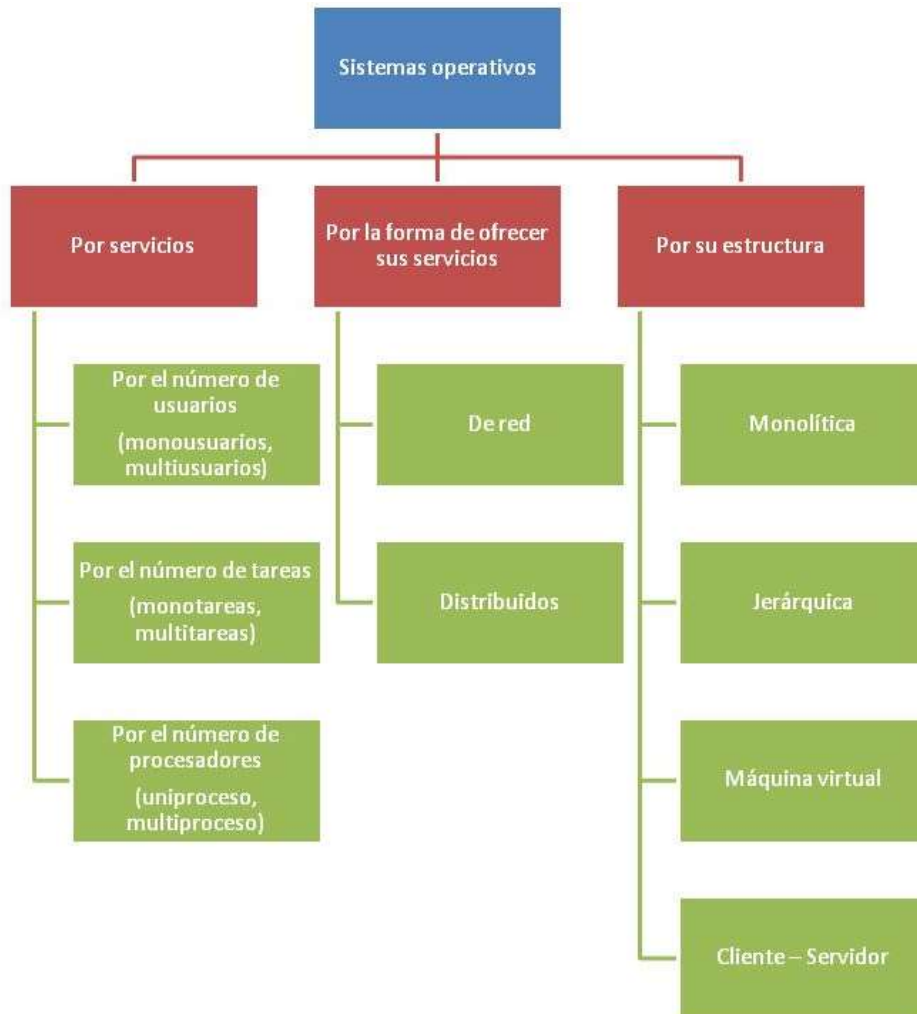 Sistemas operativos
Por servicios
Por la forma de ofrecer
sus servicios
Por su estructura
Por el número de
usuarios
(monousuarios,
multiusuarios)
De red
Monolítica
Por el número de tareas
(monotareas,
multitareas)
Distribuidos
Jerárquica
Por el número de
procesadores
(uniproceso,
multiproceso)
Máquina virtual
Cliente – Servidor